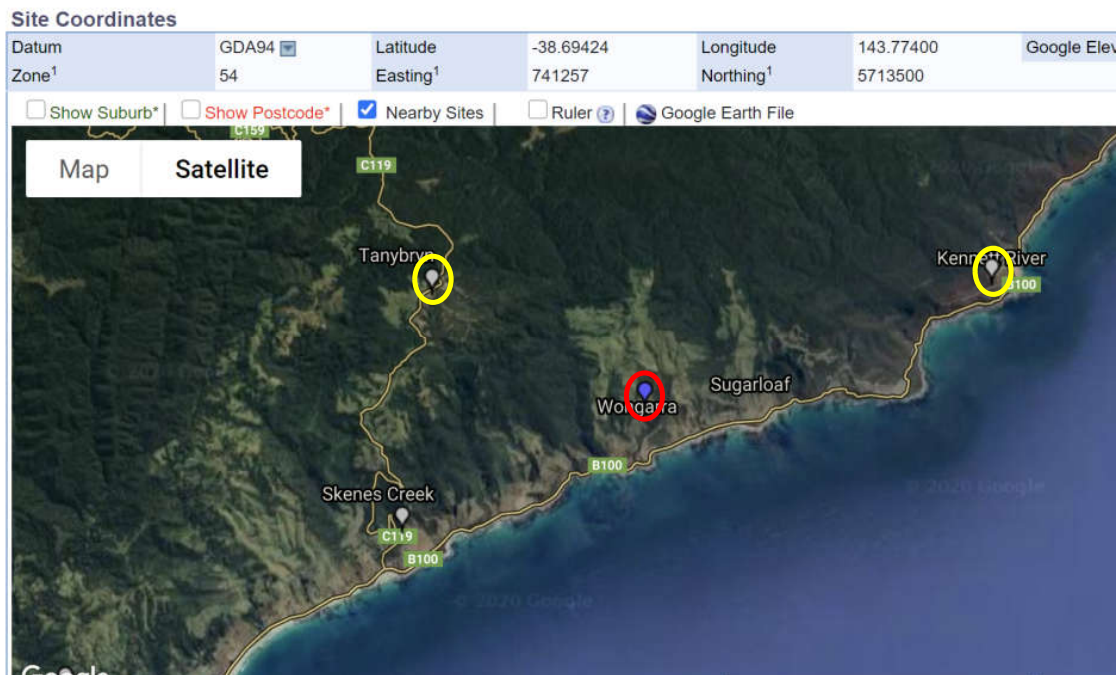 Site Coordinates
Datum GDA94 Latitude -38.69424 Longitude 143.77400 Google Elev
Zone1 54 Easting1 741257 Northing1 5713500
Show Suburb* Show Postcode* Nearby Sites Ruler ? Google Earth File
C159
Map Satellite C119
Tanybryn Kennett River
B100
Sugarloaf
Wongarra
B100
© 2020 Google
Skenes Creek
C119
B100
© 2020 Google
Google